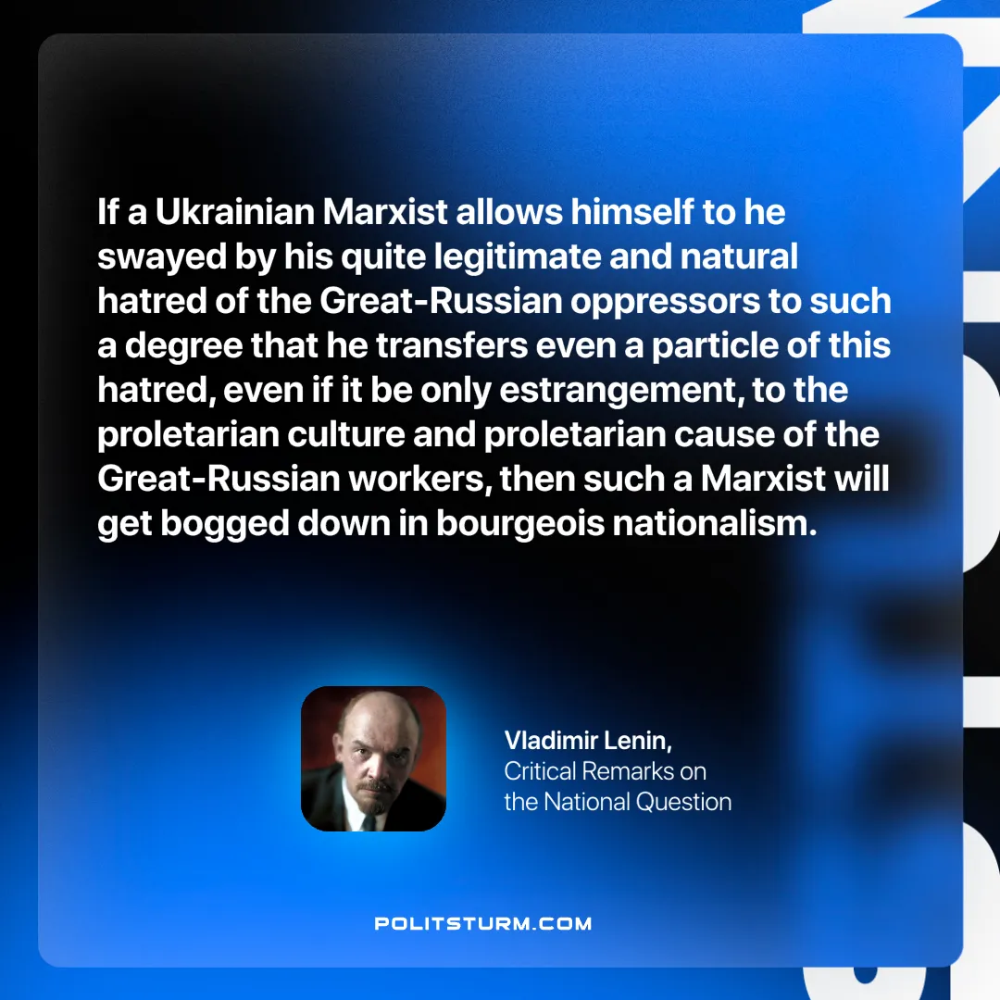 If a Ukrainian Marxist allows himself to he
swayed by his quite legitimate and natural
hatred of the Great-Russian oppressors to such
a degree that he transfers even a particle of this
hatred, even if it be only estrangement, to the
proletarian culture and proletarian cause of the
Great-Russian workers, then such a Marxist will
get bogged down in bourgeois nationalism.
Vladimir Lenin,
Critical Remarks on
the National Question
POLITSTURM.COM